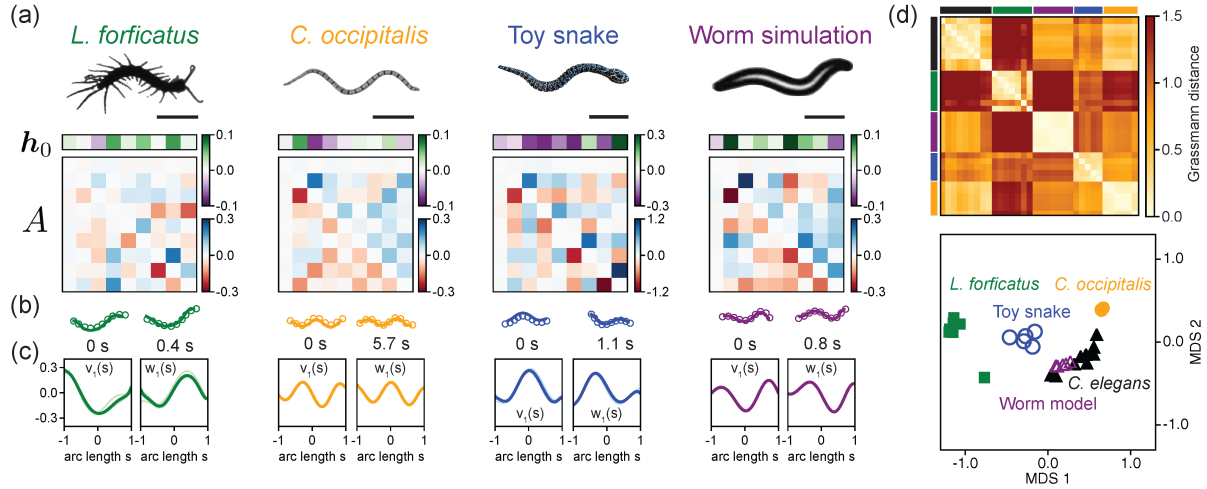 (a)
L. forficatus
C. occipitalis
Toy snake
Worm simulation
h₀
0.1
0.0
-0.1
0.1
0.0
-0.1
0.3
0.0
-0.3
0.1
0.0
-0.1
A
0.3
0.0
-0.3
0.3
0.0
-0.3
1.2
0.0
-1.2
0.3
0.0
-0.3
(b)
0 s
0.4 s
0 s
5.7 s
0 s
1.1 s
0 s
0.8 s
(c)
0.3
0.0
-0.3
v₁(s)
w₁(s)
v₁(s)
w₁(s)
v₁(s)
w₁(s)
v₁(s)
w₁(s)
-1 0 1
-1 0 1
-1 0 1
-1 0 1
-1 0 1
-1 0 1
-1 0 1
-1 0 1
arc length s
arc length s
arc length s
arc length s
arc length s
arc length s
arc length s
arc length s
(d)
1.5
1.0
0.5
0.0
Grassmann distance
L. forficatus
C. occipitalis
Toy snake
C. elegans
Worm model
1.0
0.0
-1.0
MDS 2
-1.0 0.0 1.0
MDS 1